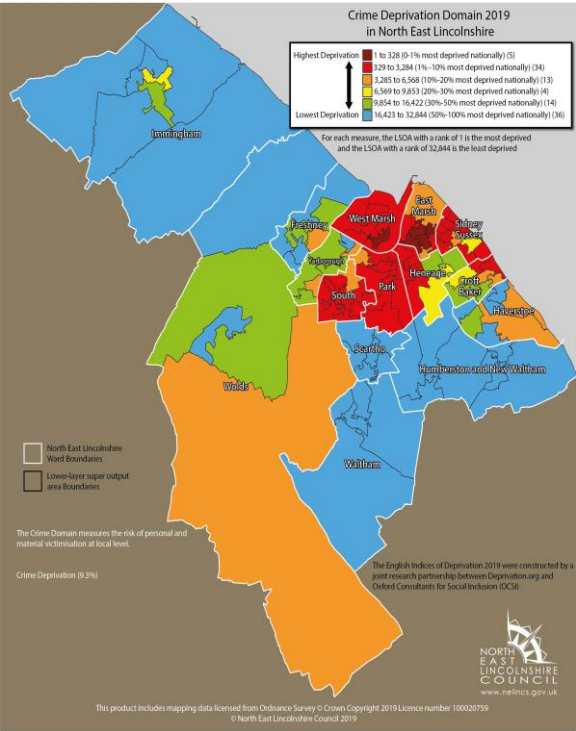 Crime Deprivation Domain 2019
in North East Lincolnshire
Highest Deprivation
1 to 328 (0-1% most deprived nationally) (5)
329 to 3,284 (1% -10% most deprived nationally) (34)
3,285 to 6,568 (10%-20% most deprived nationally) (13)
6,569 to 9,853 (20%-30% most deprived nationally) (4)
9,854 to 16,422 (30%-50% most deprived nationally) (14)
Lowest Deprivation
16,423 to 32,844 (50%-100% most deprived nationally) (36)
For each measure, the LSOA with a rank of 1 is the most deprived
and the LSOA with a rank of 32,844 is the least deprived
Immingham
East
Marsh
West Marsh
Sidney
Sussex
Freshney
Yarborough
Heneage
South
Park
Croft
Baker
Haverstoe
Scartho
Humberston and New Waltham
Wolds
Waltham
North East Lincolnshire
Ward Boundaries
Lower-layer super output
area Boundaries
The Crime Domain measures the risk of personal and
material victimisation at local level.
Crime Deprivation (9.3%)
The English Indices of Deprivation 2019 were constructed by a
joint research partnership between Deprivation.org and
Oxford Consultants for Social Inclusion (OCSI)
NORTH
EAST
LINCOLNSHIRE
COUNCIL
www.nelincs.gov.uk
This product includes mapping data licensed from Ordnance Survey © Crown Copyright 2019 Licence number 100020759
© North East Lincolnshire Council 2019